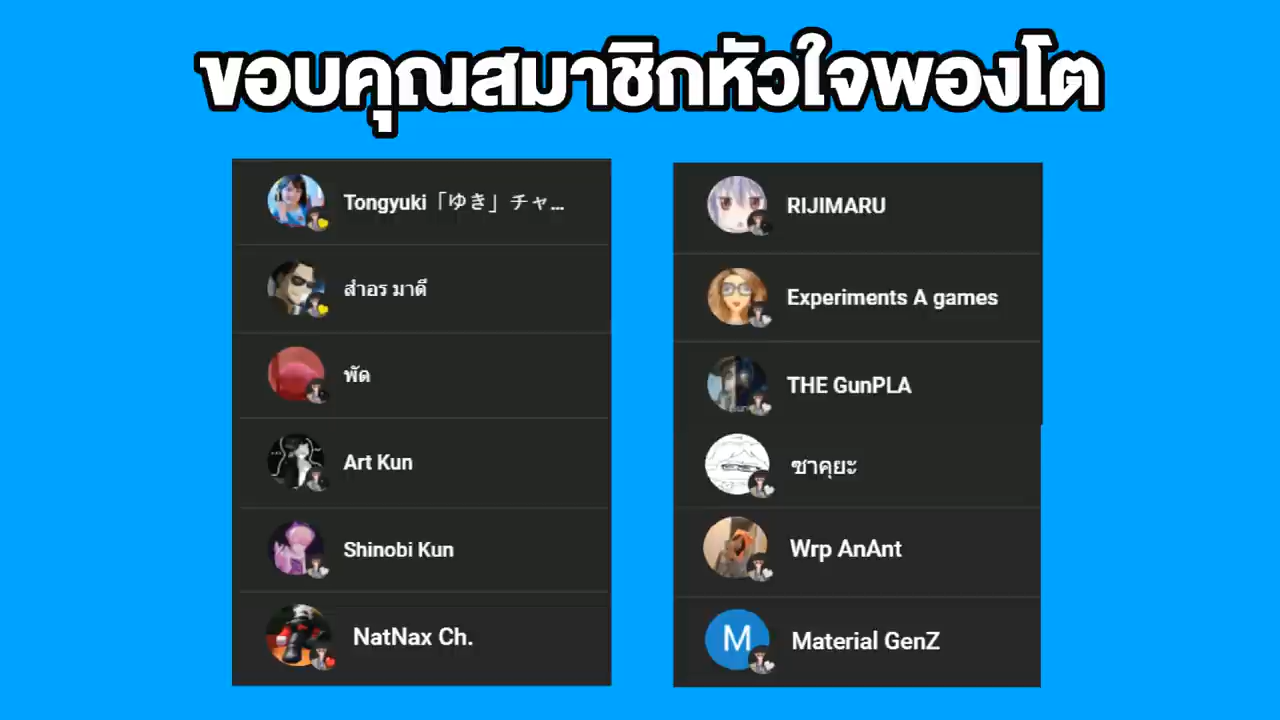 ขอบคุณสมาชิกหัวใจพองโต
Tongyuki「ゆき」チャ...
สำอร มาดี
พัด
Art Kun
Shinobi Kun
NatNax Ch.
RIJIMARU
Experiments A games
THE GunPLA
ซาคุยะ
Wrp AnAnt
M
Material GenZ